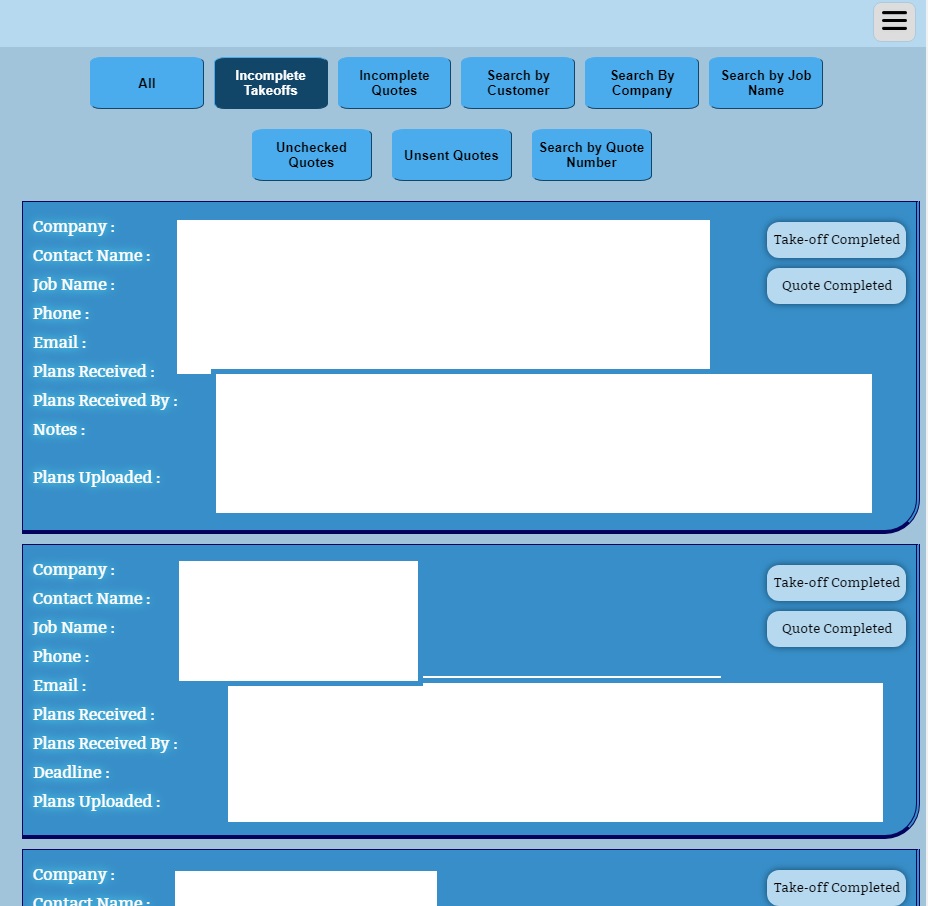 All
Incomplete
Takeoffs
Incomplete
Quotes
Search by
Customer
Search By
Company
Search by Job
Name
Unchecked
Quotes
Unsent Quotes
Search by Quote
Number
Company :
Contact Name :
Job Name :
Phone :
Email :
Plans Received :
Plans Received By :
Notes :
Plans Uploaded :
Take-off Completed
Quote Completed
Company :
Contact Name :
Job Name :
Phone :
Email :
Plans Received :
Plans Received By :
Deadline :
Plans Uploaded :
Take-off Completed
Quote Completed
Company :
Contact Name :
Take-off Completed